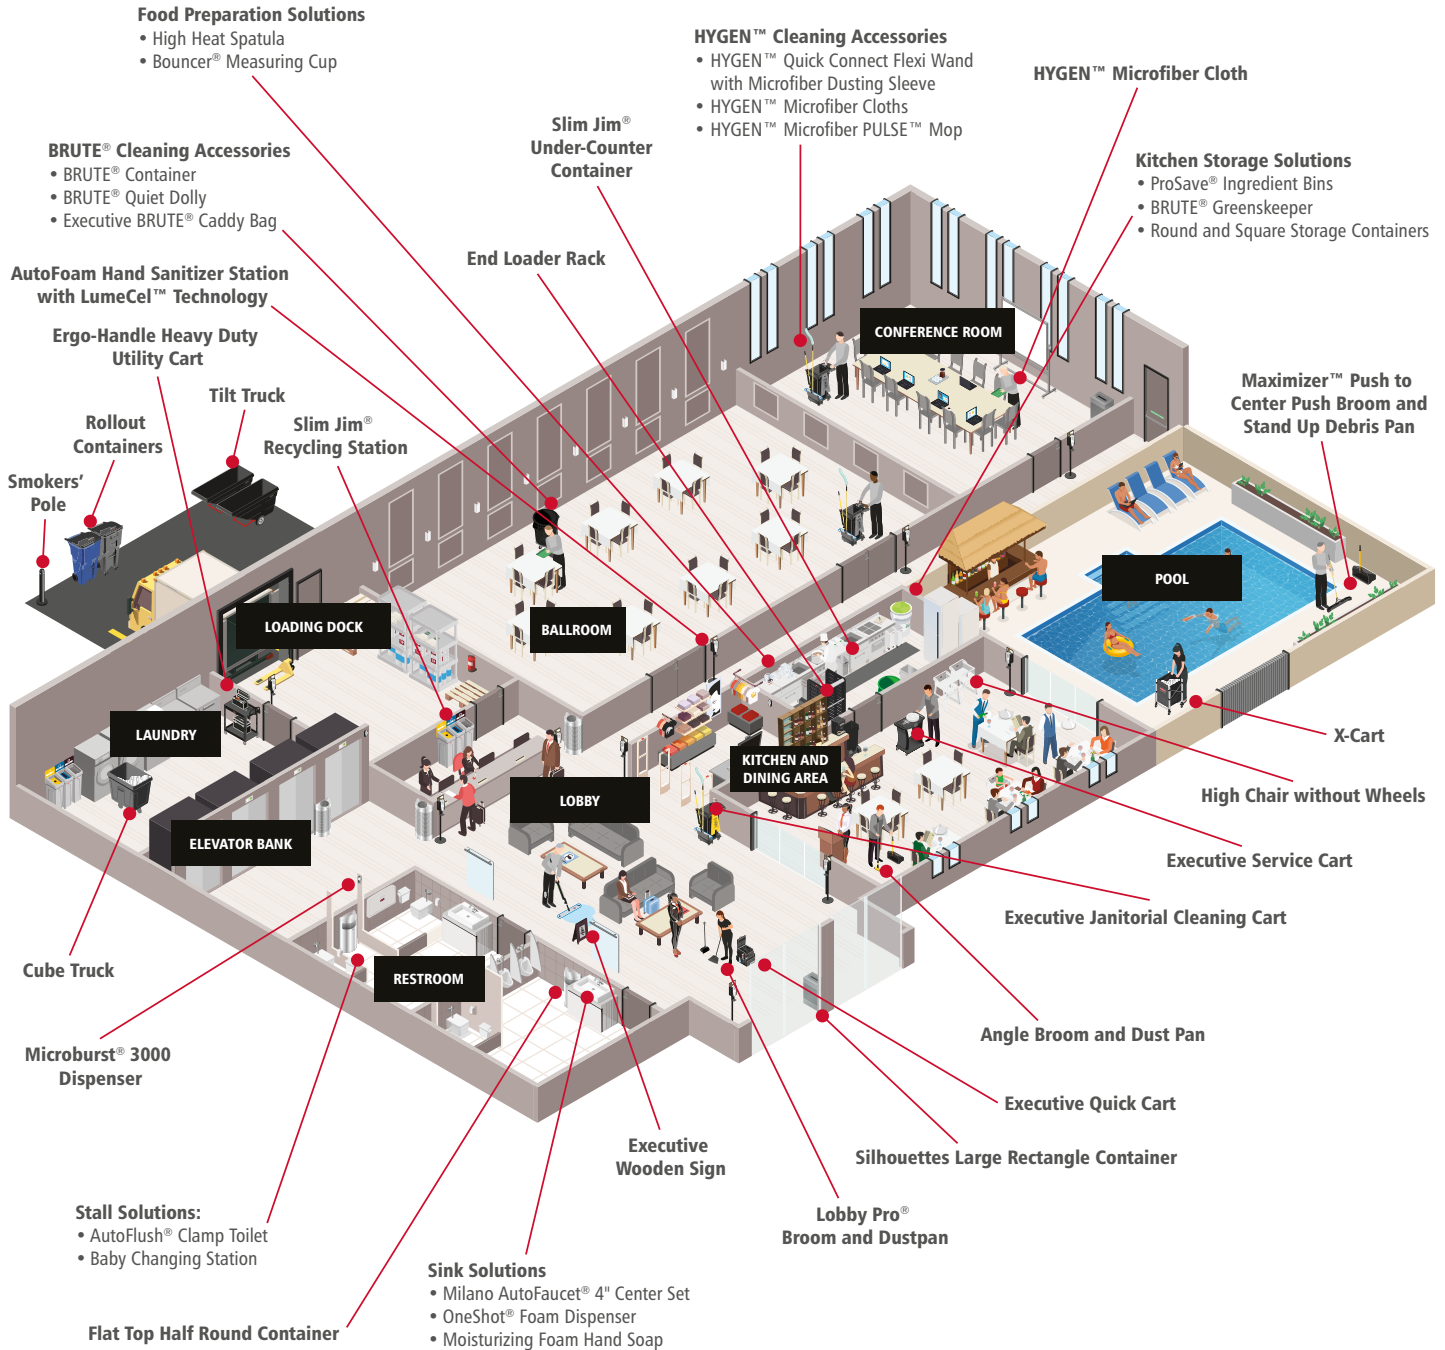 Food Preparation Solutions
• High Heat Spatula
• Bouncer® Measuring Cup
HYGEN™ Cleaning Accessories
• HYGEN™ Quick Connect Flexi Wand
with Microfiber Dusting Sleeve
• HYGEN™ Microfiber Cloths
• HYGEN™ Microfiber PULSE™ Mop
HYGEN™ Microfiber Cloth
Slim Jim®
Under-Counter
Container
BRUTE® Cleaning Accessories
• BRUTE® Container
• BRUTE® Quiet Dolly
• Executive BRUTE® Caddy Bag
Kitchen Storage Solutions
• ProSave® Ingredient Bins
• BRUTE® Greenskeeper
• Round and Square Storage Containers
End Loader Rack
AutoFoam Hand Sanitizer Station
with LumeCel™ Technology
Ergo-Handle Heavy Duty
Utility Cart
Tilt Truck
Rollout
Containers
Slim Jim®
Recycling Station
Smokers'
Pole
Maximizer™ Push to
Center Push Broom and
Stand Up Debris Pan
CONFERENCE ROOM
POOL
LOADING DOCK
BALLROOM
LAUNDRY
KITCHEN AND
DINING AREA
LOBBY
ELEVATOR BANK
RESTROOM
X-Cart
High Chair without Wheels
Executive Service Cart
Executive Janitorial Cleaning Cart
Cube Truck
Angle Broom and Dust Pan
Microburst® 3000
Dispenser
Executive Quick Cart
Executive
Wooden Sign
Silhouettes Large Rectangle Container
Lobby Pro®
Broom and Dustpan
Stall Solutions:
• AutoFlush® Clamp Toilet
• Baby Changing Station
Sink Solutions
• Milano AutoFaucet® 4" Center Set
• OneShot® Foam Dispenser
• Moisturizing Foam Hand Soap
Flat Top Half Round Container